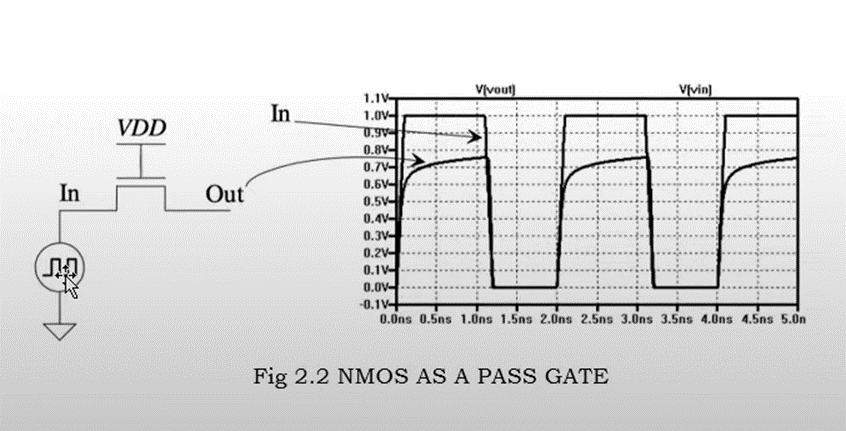 VDD
In
Out
In
V(vout)
V(vin)
1.1V
1.0V
0.9V
0.8V
0.7V
0.6V
0.5V
0.4V
0.3V
0.2V
0.1V
0.0V
-0.1V
0.0ns 0.5ns 1.0ns 1.5ns 2.0ns 2.5ns 3.0ns 3.5ns 4.0ns 4.5ns 5.0n
Fig 2.2 NMOS AS A PASS GATE